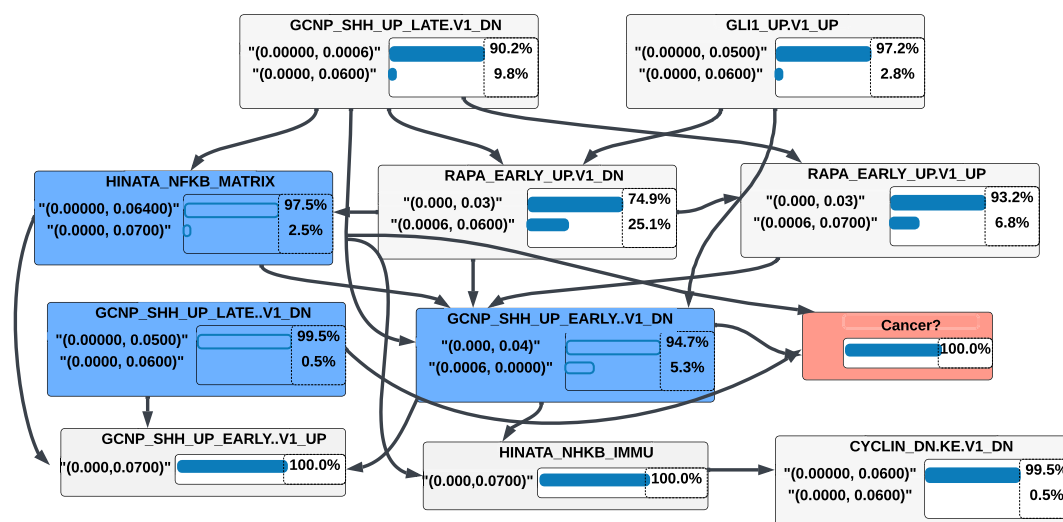 GCNP_SHH_UP_LATE.V1_DN
"(0.00000, 0.0006)" 90.2%
"(0.0000, 0.0600)" 9.8%
GLI1_UP.V1_UP
"(0.00000, 0.0500)" 97.2%
"(0.0000, 0.0600)" 2.8%
HINATA_NFKB_MATRIX
"(0.00000, 0.06400)" 97.5%
"(0.0000, 0.0700)" 2.5%
RAPA_EARLY_UP.V1_DN
"(0.000, 0.03)" 74.9%
"(0.0006, 0.0600)" 25.1%
RAPA_EARLY_UP.V1_UP
"(0.000, 0.03)" 93.2%
"(0.0006, 0.0700)" 6.8%
GCNP_SHH_UP_LATE..V1_DN
"(0.00000, 0.0500)" 99.5%
"(0.0000, 0.0600)" 0.5%
GCNP_SHH_UP_EARLY..V1_DN
"(0.000, 0.04)" 94.7%
"(0.0006, 0.0000)" 5.3%
Cancer?
100.0%
GCNP_SHH_UP_EARLY..V1_UP
"(0.000,0.0700)" 100.0%
HINATA_NHKB_IMMU
"(0.000,0.0700)" 100.0%
CYCLIN_DN.KE.V1_DN
"(0.00000, 0.0600)" 99.5%
"(0.0000, 0.0600)" 0.5%